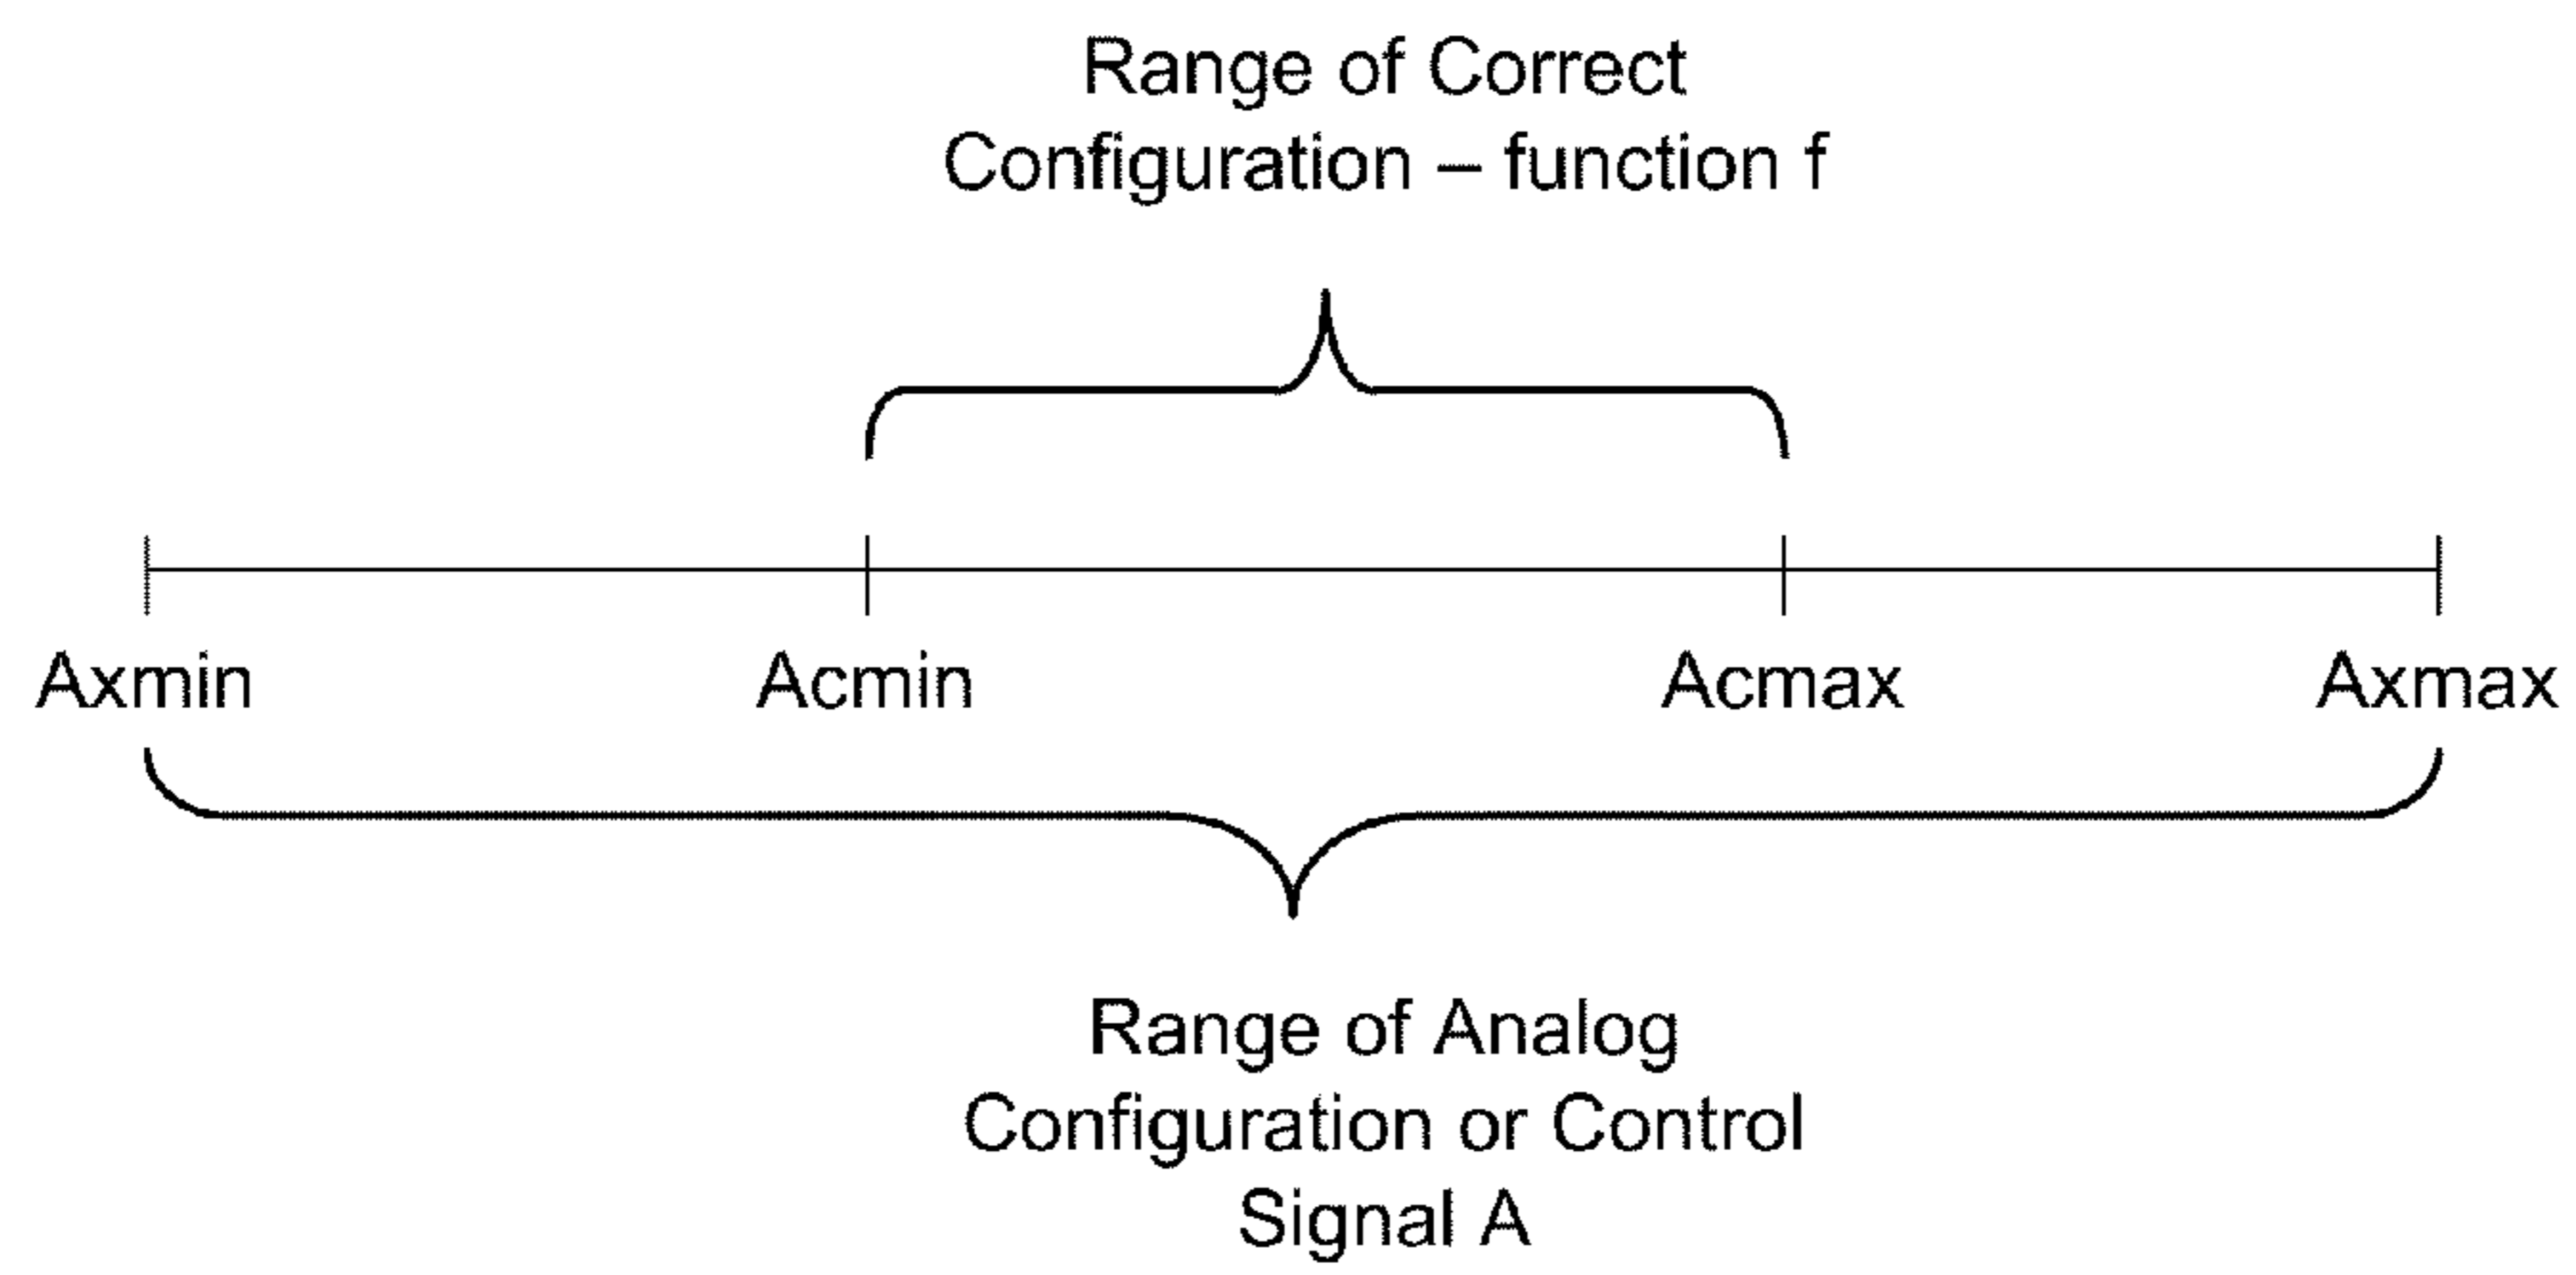 Range of Correct
Configuration – function f
Axmin Acmin Acmax Axmax
Range of Analog
Configuration or Control
Signal A